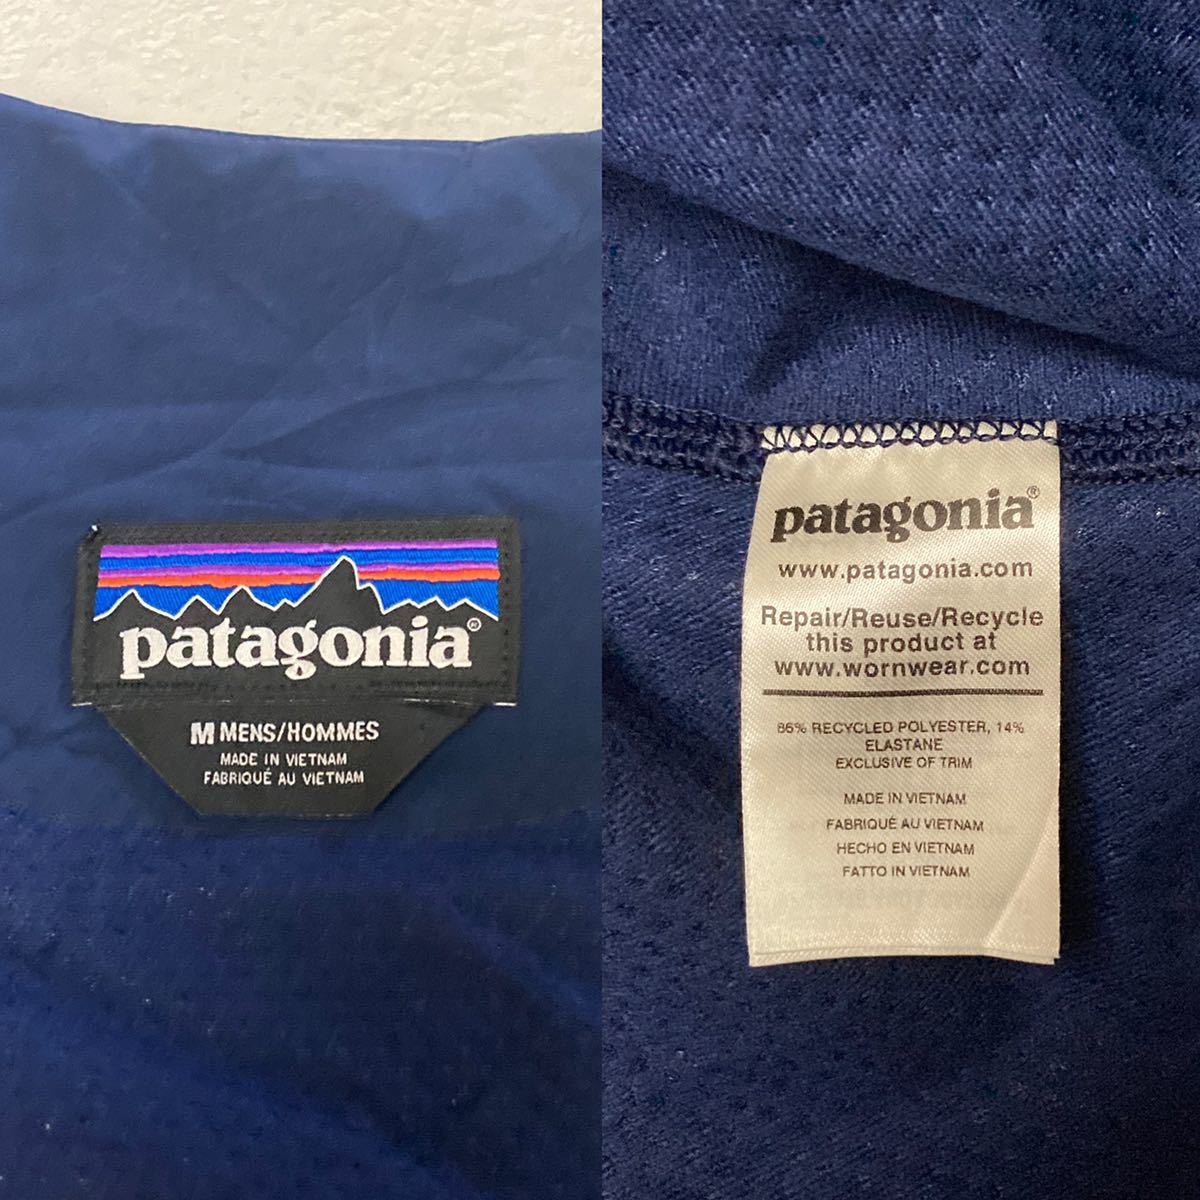 patagonia®
M MENS/HOMMES
MADE IN VIETNAM
FABRIQUÉ AU VIETNAM
patagonia®
www.patagonia.com
Repair/Reuse/Recycle
this product at
www.wornwear.com
86% RECYCLED POLYESTER, 14%
ELASTANE
EXCLUSIVE OF TRIM
MADE IN VIETNAM
FABRIQUÉ AU VIETNAM
HECHO EN VIETNAM
FATTO IN VIETNAM